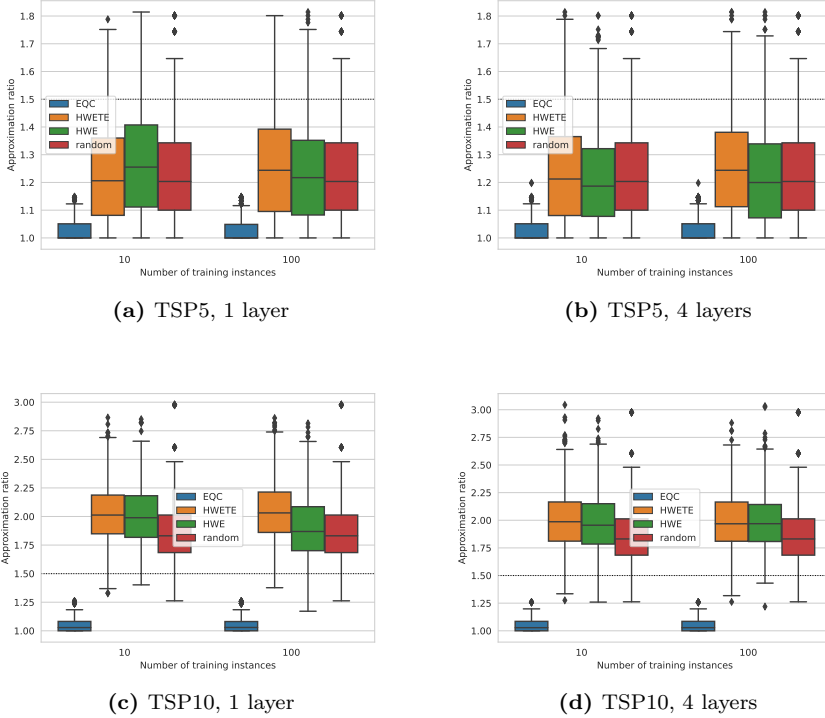 1.8
1.7
1.6
1.5
1.4
1.3
1.2
1.1
1.0
Approximation ratio
EQC
HWETE
HWE
random
10
100
Number of training instances
(a) TSP5, 1 layer
1.8
1.7
1.6
1.5
1.4
1.3
1.2
1.1
1.0
Approximation ratio
EQC
HWETE
HWE
random
10
100
Number of training instances
(b) TSP5, 4 layers
3.00
2.75
2.50
2.25
2.00
1.75
1.50
1.25
1.00
Approximation ratio
EQC
HWETE
HWE
random
10
100
Number of training instances
(c) TSP10, 1 layer
3.00
2.75
2.50
2.25
2.00
1.75
1.50
1.25
1.00
Approximation ratio
EQC
HWETE
HWE
random
10
100
Number of training instances
(d) TSP10, 4 layers